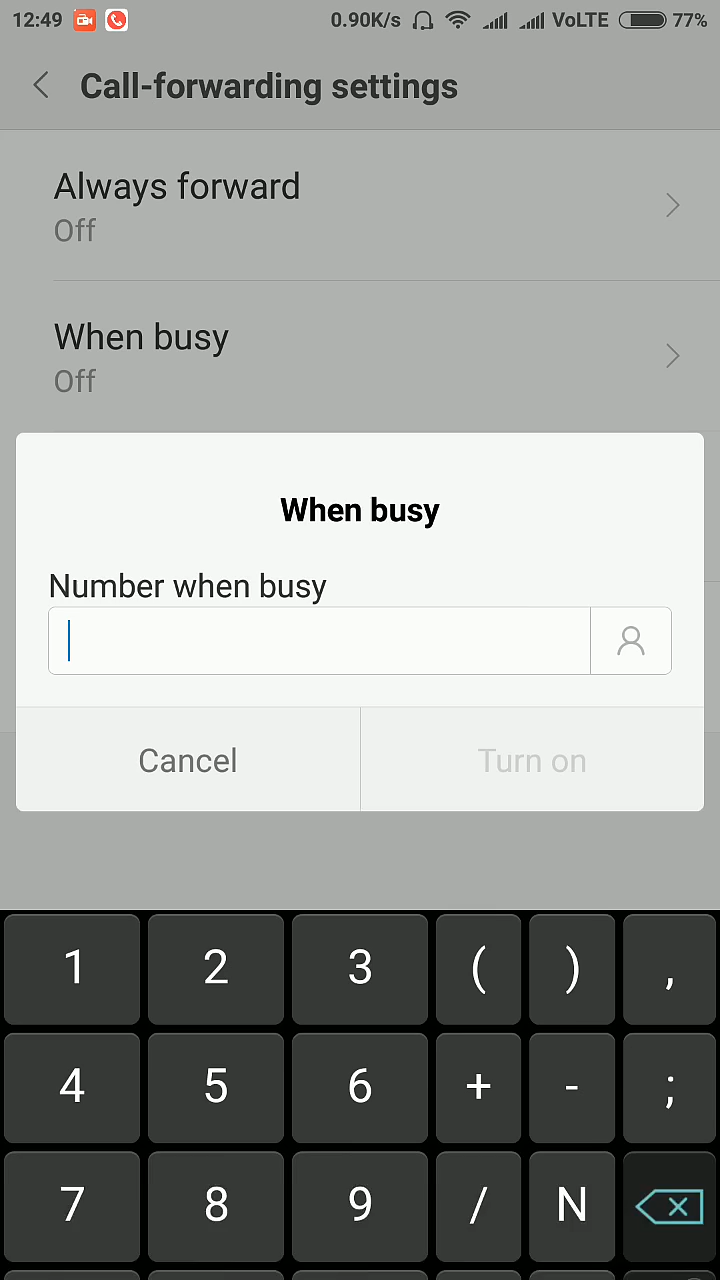 12:49 0.90K/s VoLTE 77%
Call-forwarding settings
Always forward
Off
When busy
Off
When busy
Number when busy
Cancel Turn on
1 2 3 ( ) ,
4 5 6 + - ;
7 8 9 / N